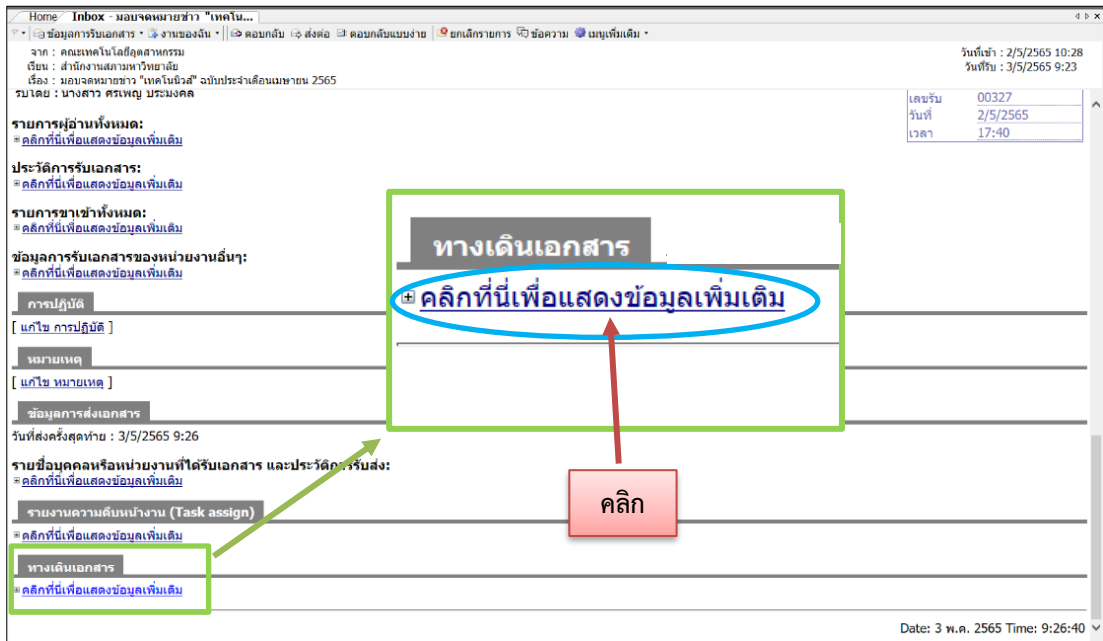 Home Inbox - มอบจดหมายข่าว "เทคโน...
ข้อมูลการรับเอกสาร งานของฉัน ตอบกลับ ส่งต่อ ตอบกลับแบบง่าย ยกเลิกรายการ ข้อความ เมนูเพิ่มเติม
จาก : คณะเทคโนโลยีอุตสาหกรรม
วันที่เข้า : 2/5/2565 10:28
เรียน : สำนักงานสภามหาวิทยาลัย
วันที่รับ : 3/5/2565 9:23
เรื่อง : มอบจดหมายข่าว "เทคโนนิวส์" ฉบับประจำเดือนเมษายน 2565
รับโดย : นางสาว ศิริเพ็ญ ประมงคล
เลขรับ 00327
วันที่ 2/5/2565
เวลา 17:40
รายการผู้อ่านทั้งหมด:
คลิกที่นี่เพื่อแสดงข้อมูลเพิ่มเติม
ประวัติการรับเอกสาร:
คลิกที่นี่เพื่อแสดงข้อมูลเพิ่มเติม
รายการขาเข้าทั้งหมด:
คลิกที่นี่เพื่อแสดงข้อมูลเพิ่มเติม
ข้อมูลการรับเอกสารของหน่วยงานอื่นๆ:
คลิกที่นี่เพื่อแสดงข้อมูลเพิ่มเติม
ทางเดินเอกสาร
คลิกที่นี่เพื่อแสดงข้อมูลเพิ่มเติม
การปฏิบัติ
[ แก้ไข การปฏิบัติ ]
หมายเหตุ
[ แก้ไข หมายเหตุ ]
ข้อมูลการส่งเอกสาร
วันที่ส่งครั้งสุดท้าย : 3/5/2565 9:26
รายชื่อบุคคลหรือหน่วยงานที่ได้รับเอกสาร และประวัติการรับส่ง:
คลิกที่นี่เพื่อแสดงข้อมูลเพิ่มเติม
คลิก
รายงานความคืบหน้างาน (Task assign)
คลิกที่นี่เพื่อแสดงข้อมูลเพิ่มเติม
ทางเดินเอกสาร
คลิกที่นี่เพื่อแสดงข้อมูลเพิ่มเติม
Date: 3 พ.ค. 2565 Time: 9:26:40